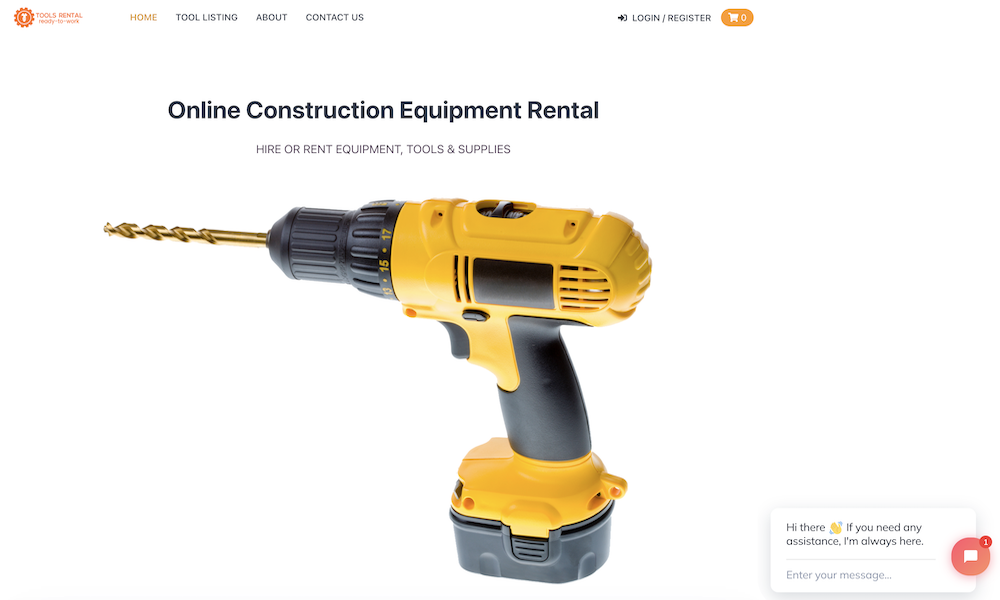 TOOLS RENTAL
ready-to-work
HOME
TOOL LISTING
ABOUT
CONTACT US
LOGIN / REGISTER
0
Online Construction Equipment Rental
HIRE OR RENT EQUIPMENT, TOOLS & SUPPLIES
17
15
13
Hi there 👋 If you need any
assistance, I'm always here.
Enter your message...
1